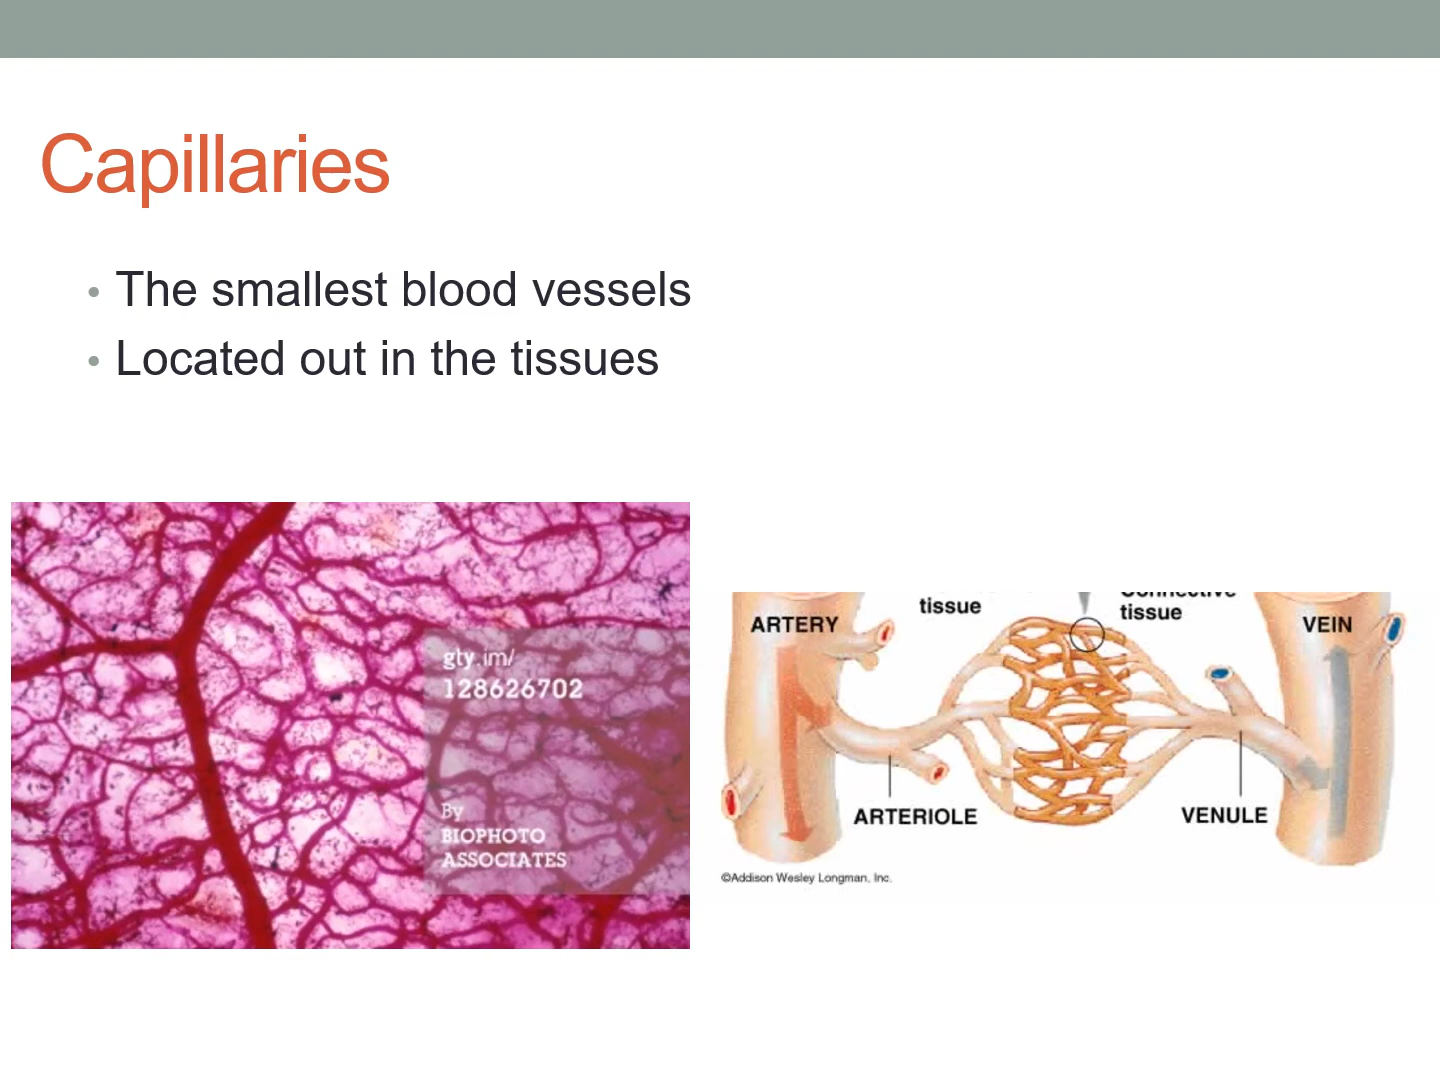 Capillaries
• The smallest blood vessels
• Located out in the tissues
gty.im/
128626702
By
BIOPHOTO
ASSOCIATES
tissue
Connective
tissue
ARTERY
VEIN
ARTERIOLE
VENULE
©Addison Wesley Longman, Inc.